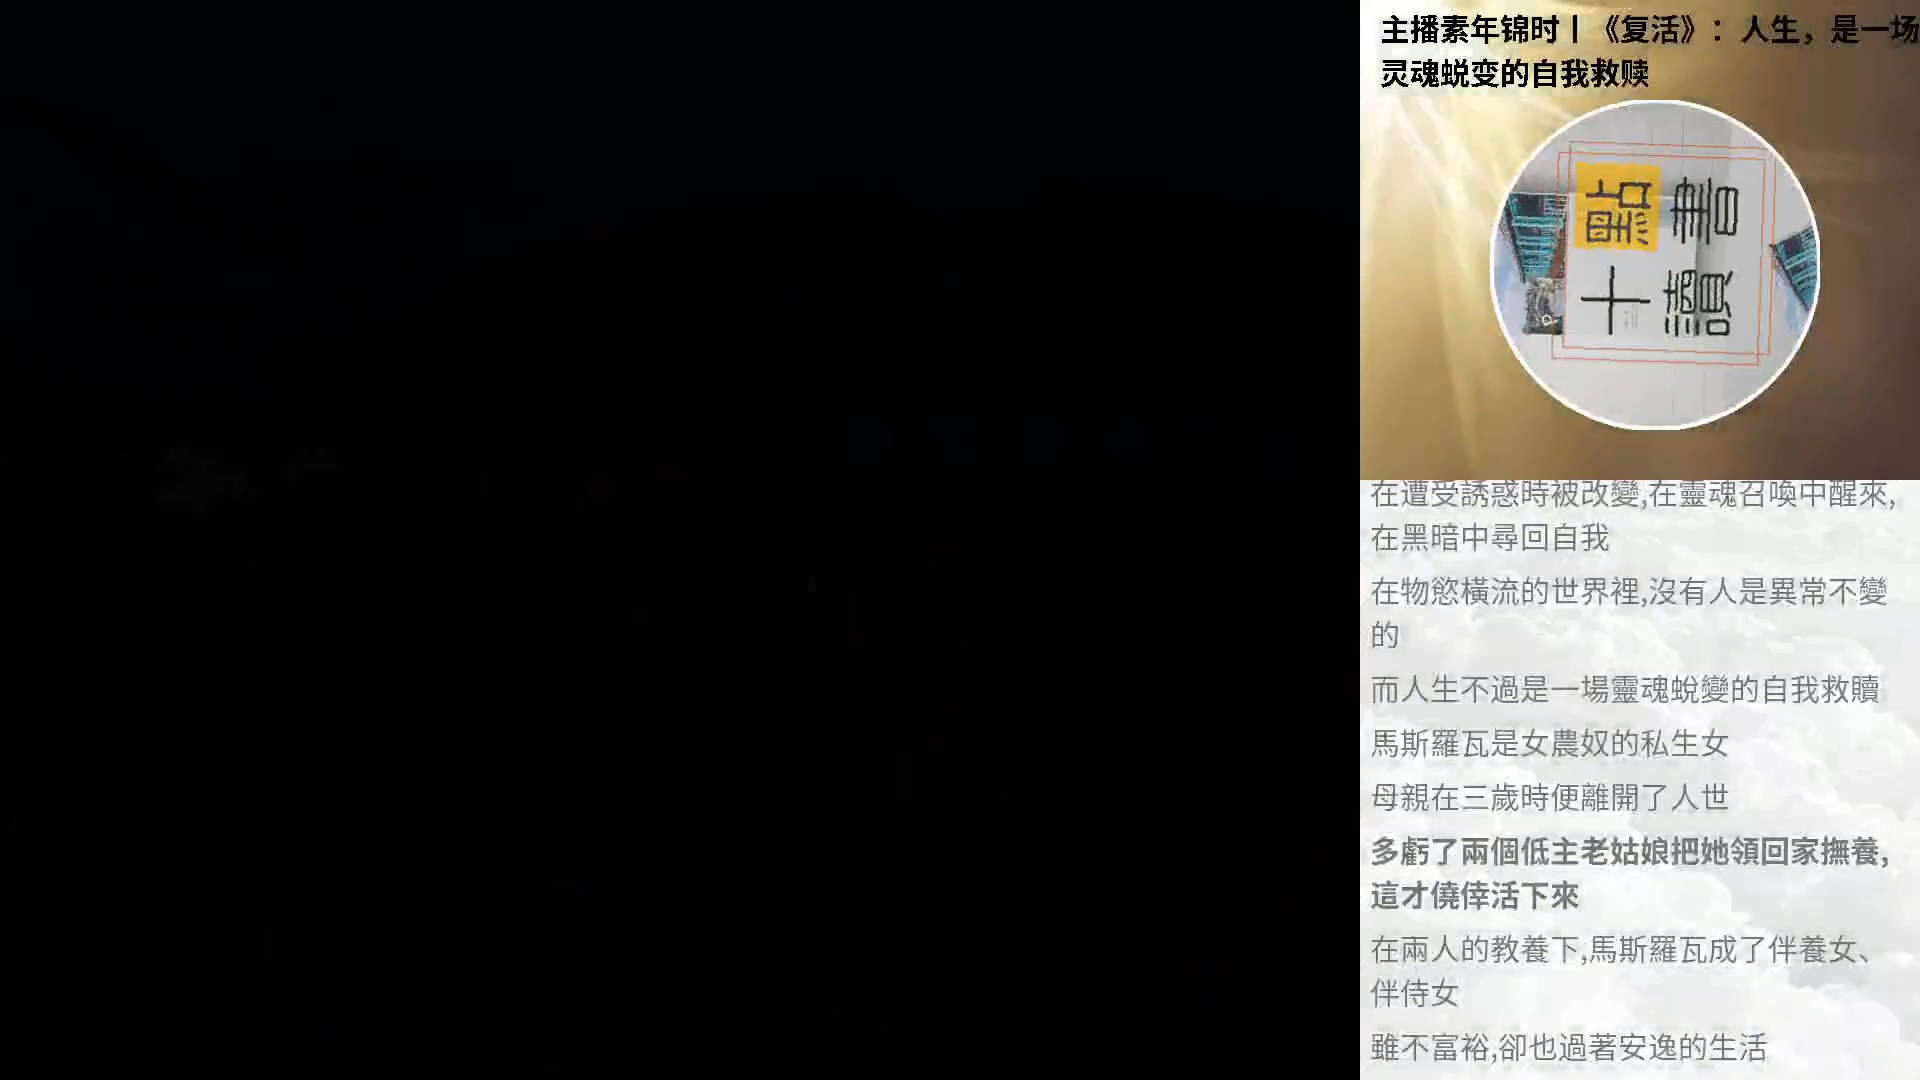 主播素年锦时丨《复活》：人生，是一场
灵魂蜕变的自我救赎
十點
讀書
在遭受誘惑時被改變,在靈魂召喚中醒來,
在黑暗中尋回自我
在物慾橫流的世界裡,沒有人是異常不變
的
而人生不過是一場靈魂蛻變的自我救贖
馬斯羅瓦是女農奴的私生女
母親在三歲時便離開了人世
多虧了兩個低主老姑娘把她領回家撫養,
這才僥倖活下來
在兩人的教養下,馬斯羅瓦成了伴養女、
伴侍女
雖不富裕,卻也過著安逸的生活